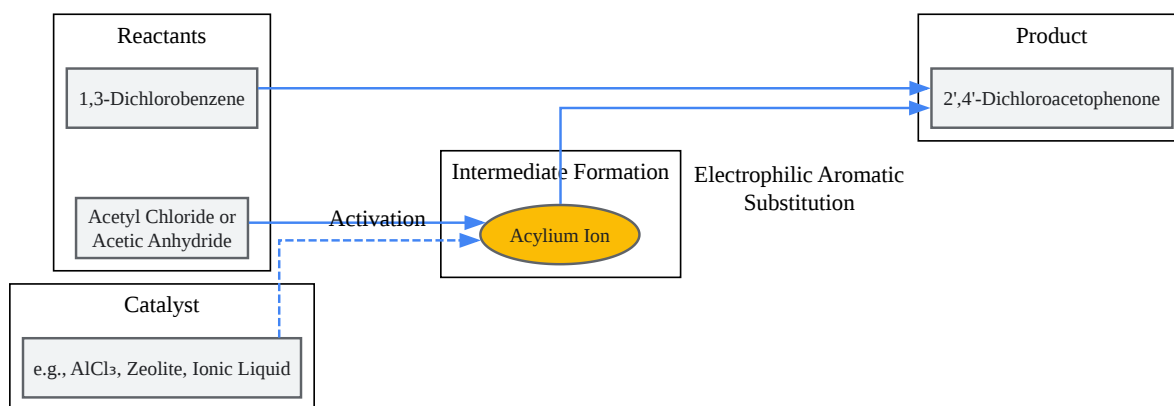 Reactants
1,3-Dichlorobenzene
Acetyl Chloride or
Acetic Anhydride
Catalyst
e.g., AlCl₃, Zeolite, Ionic Liquid
Activation
Intermediate Formation
Acylium Ion
Electrophilic Aromatic
Substitution
Product
2',4'-Dichloroacetophenone